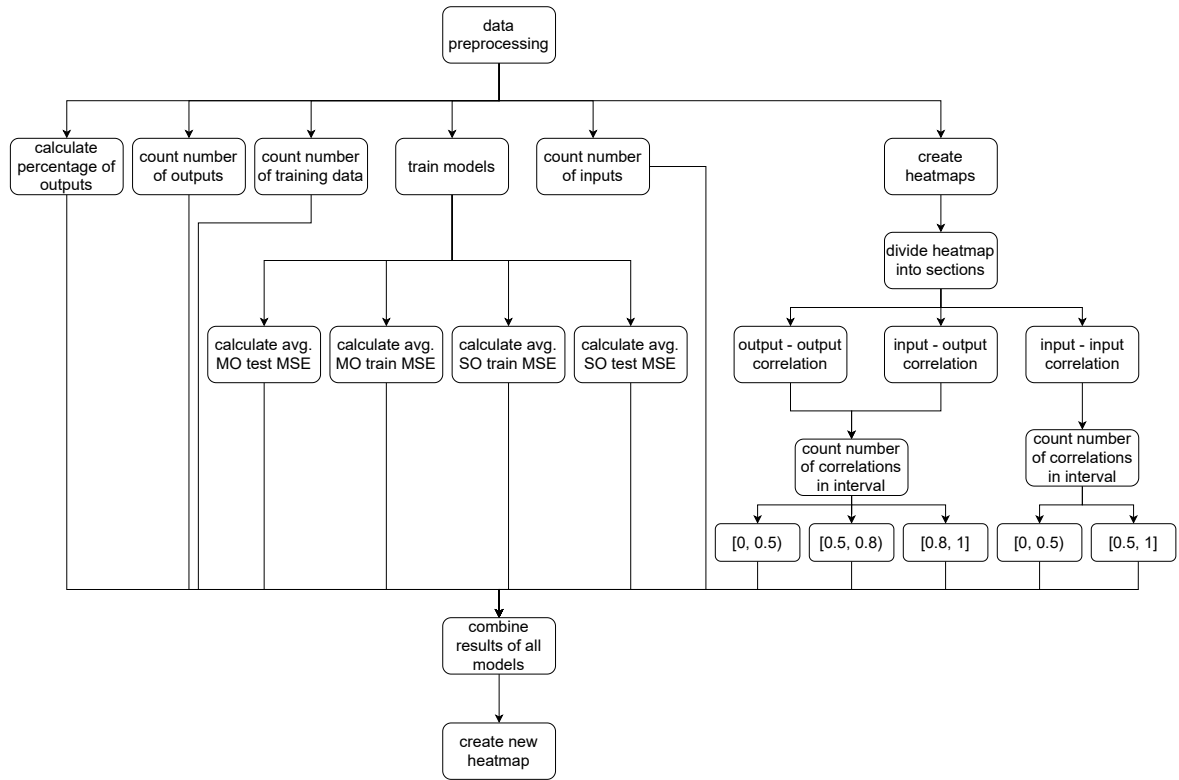 data
preprocessing
calculate
percentage of
outputs
count number
of outputs
count number
of training data
train models
count number
of inputs
create
heatmaps
divide heatmap
into sections
calculate avg.
MO test MSE
calculate avg.
MO train MSE
calculate avg.
SO train MSE
calculate avg.
SO test MSE
output - output
correlation
input - output
correlation
input - input
correlation
count number
of correlations
in interval
count number
of correlations
in interval
[0, 0.5)
[0.5, 0.8)
[0.8, 1]
[0, 0.5)
[0.5, 1]
combine
results of all
models
create new
heatmap